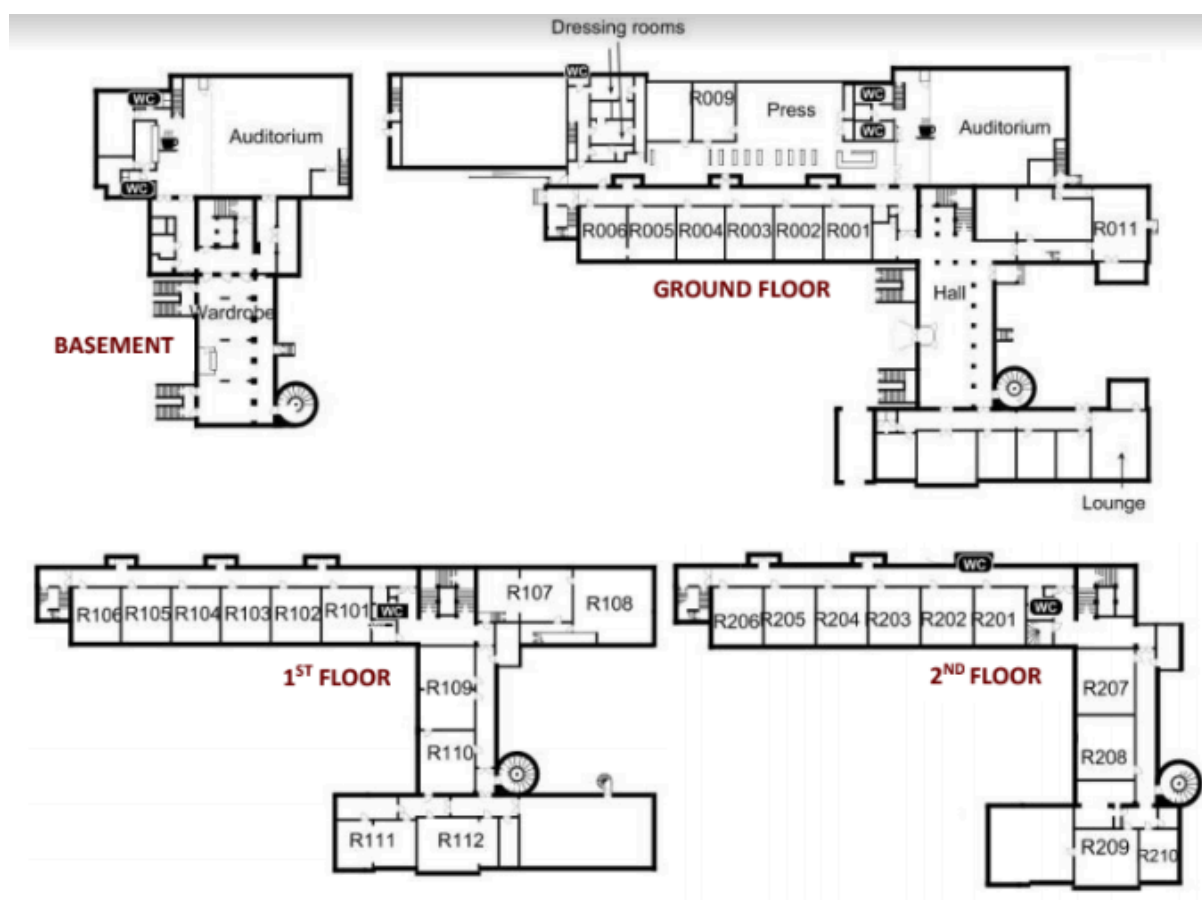 Dressing rooms
WC
WC
R009
Press
WC
WC
Auditorium
Auditorium
WC
WC
R006 R005 R004 R003 R002 R001
R011
GROUND FLOOR
Hall
Wardrobe
BASEMENT
Lounge
WC
R106 R105 R104 R103 R102 R101
WC
R107
R108
R206 R205 R204 R203 R202 R201
WC
1ST FLOOR
2ND FLOOR
R109
R207
R110
R208
R111
R112
R209
R210